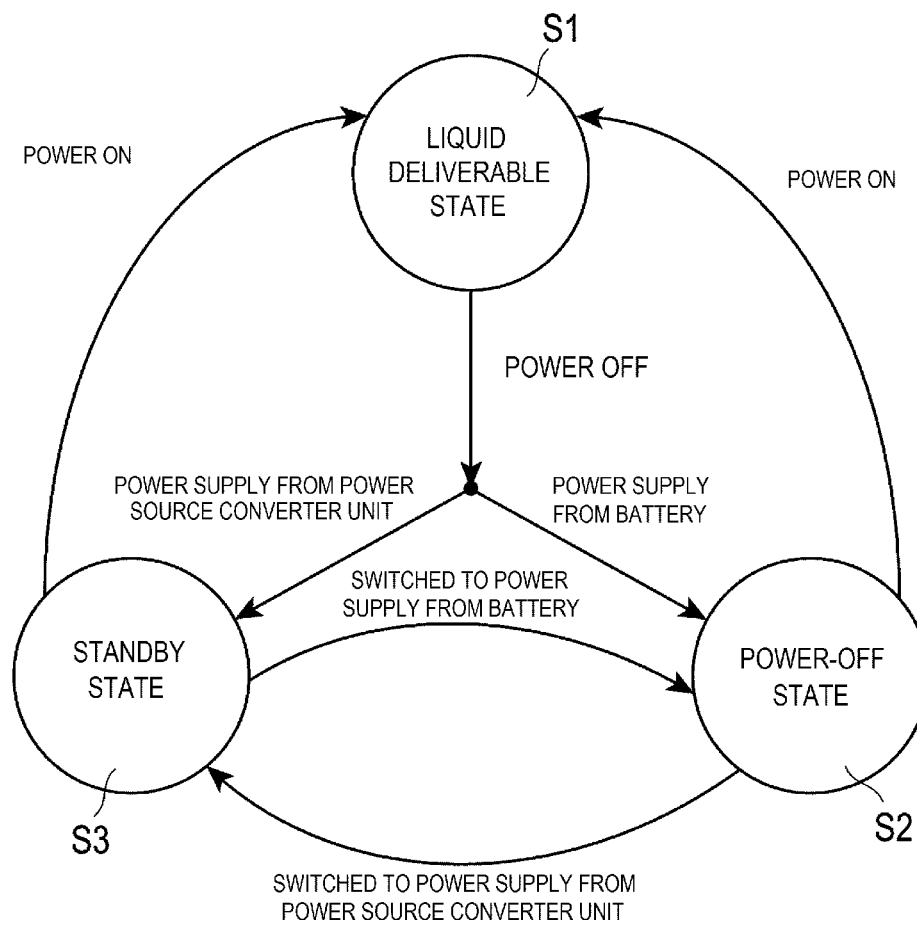 S1
LIQUID
DELIVERABLE
STATE
POWER ON
POWER ON
POWER OFF
POWER SUPPLY FROM POWER
SOURCE CONVERTER UNIT
POWER SUPPLY
FROM BATTERY
SWITCHED TO POWER
SUPPLY FROM BATTERY
STANDBY
STATE
POWER-OFF
STATE
S3
S2
SWITCHED TO POWER SUPPLY FROM
POWER SOURCE CONVERTER UNIT